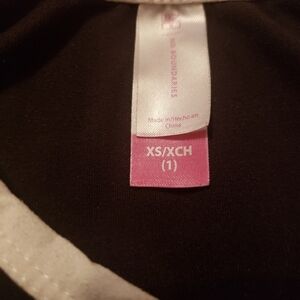 NO BOUNDARIES
Made in/Hecho en
China
XS/XCH
(1)